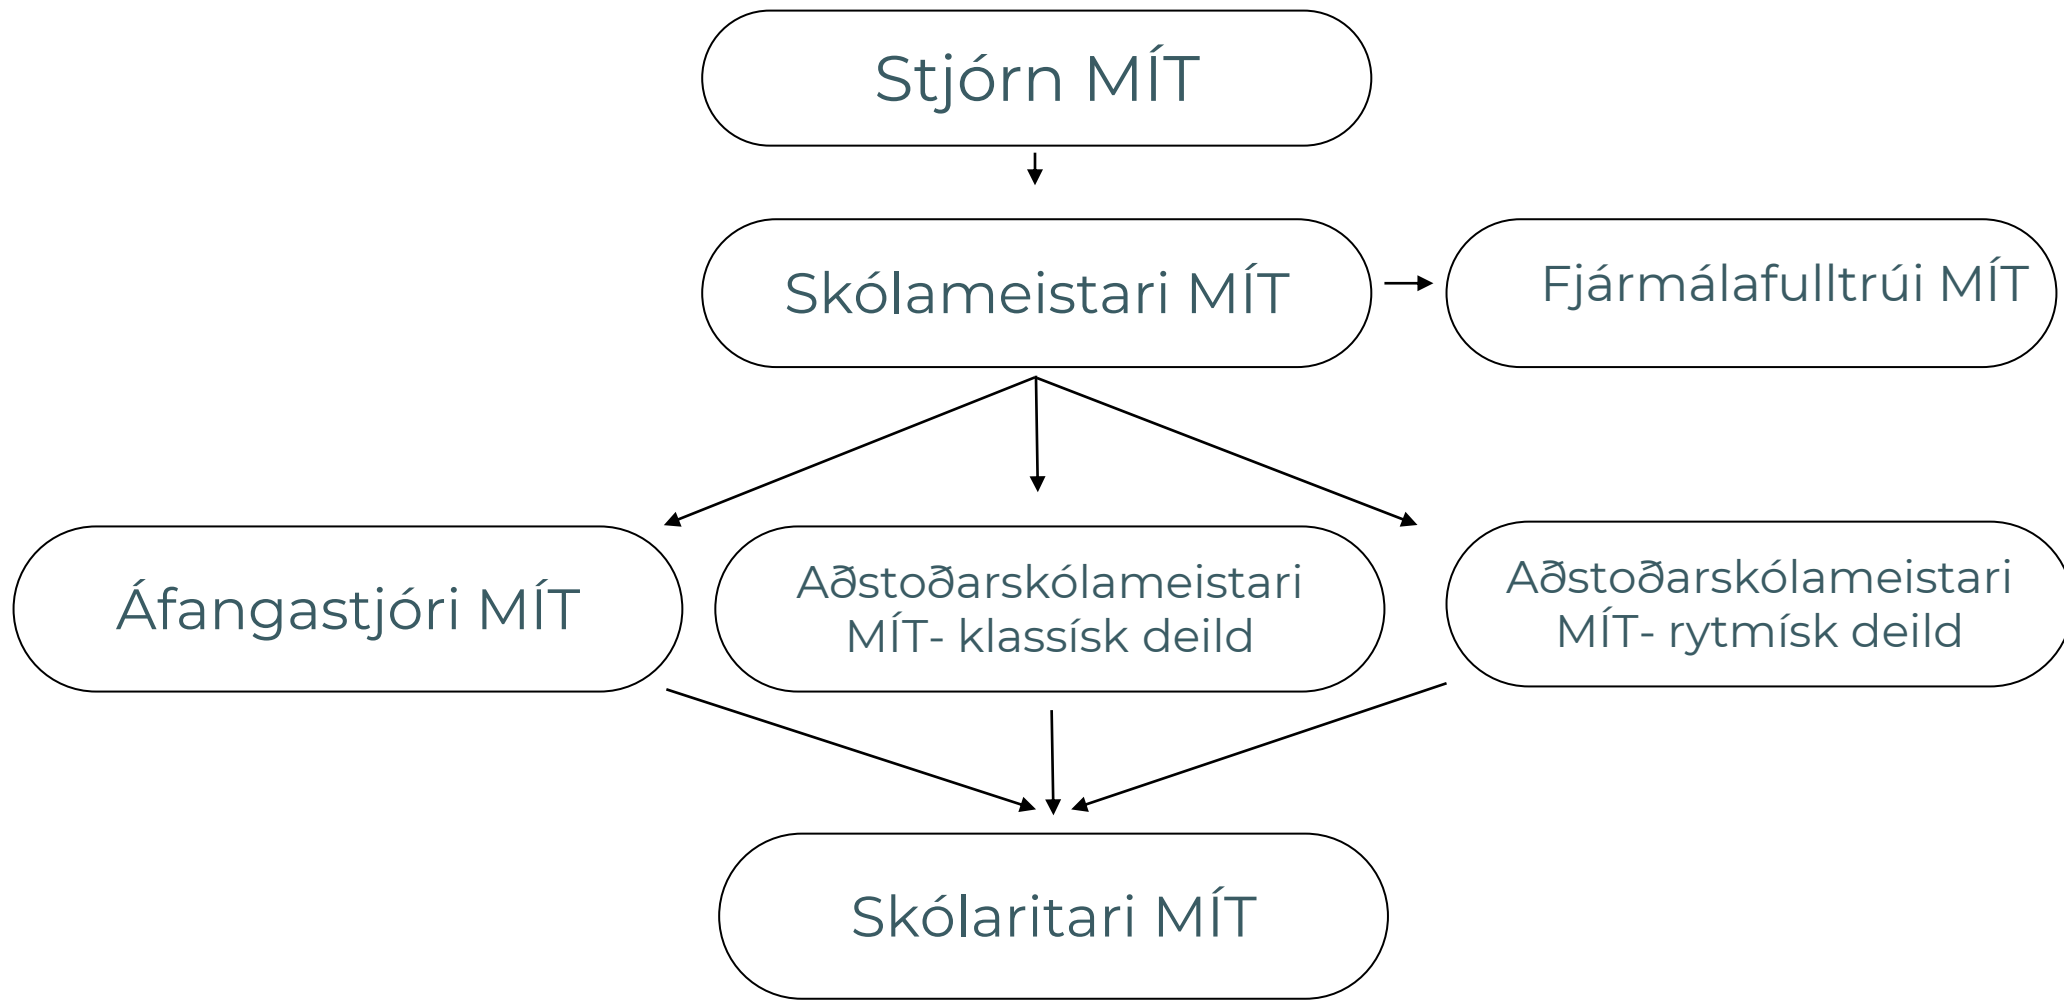 Stjórn MÍT
Skólameistari MÍT
Fjármálafulltrúi MÍT
Áfangastjóri MÍT
Aðstoðarskólameistari
MÍT- klassísk deild
Aðstoðarskólameistari
MÍT- rytmísk deild
Skólaritari MÍT